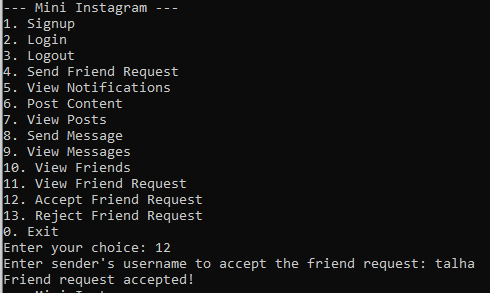 --- Mini Instagram ---
1. Signup
2. Login
3. Logout
4. Send Friend Request
5. View Notifications
6. Post Content
7. View Posts
8. Send Message
9. View Messages
10. View Friends
11. View Friend Request
12. Accept Friend Request
13. Reject Friend Request
0. Exit
Enter your choice: 12
Enter sender's username to accept the friend request: talha
Friend request accepted!